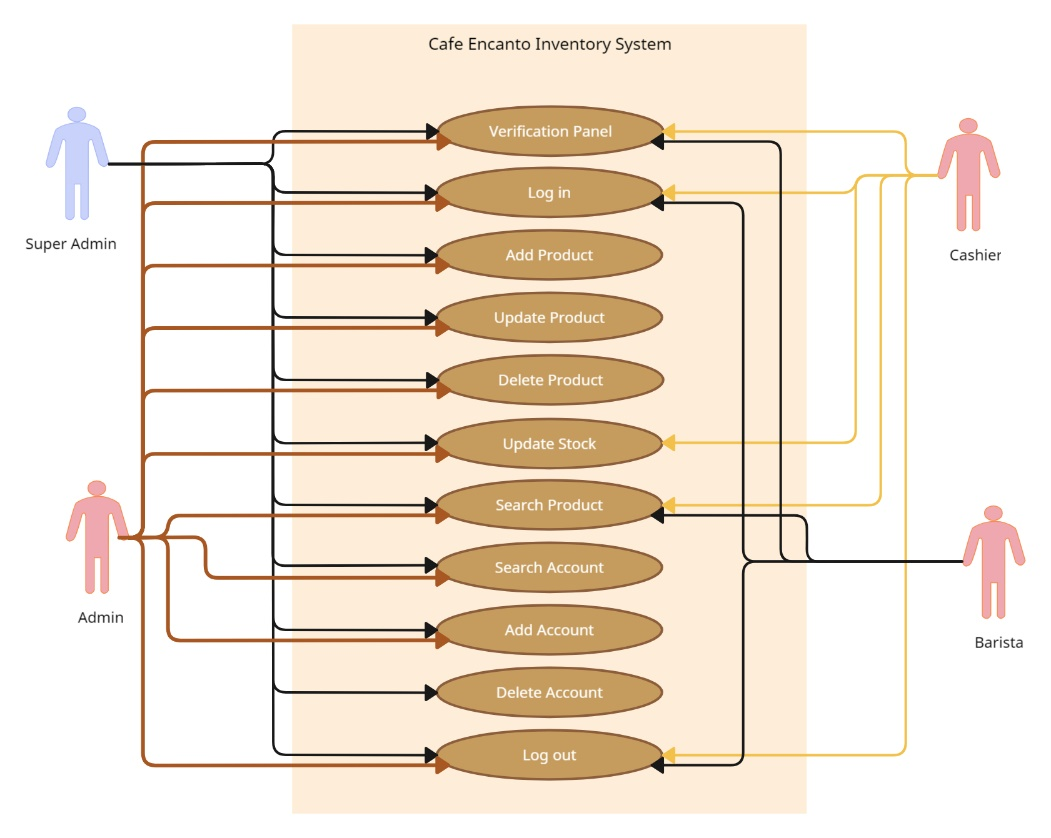 Cafe Encanto Inventory System
Verification Panel
Log in
Super Admin
Cashier
Add Product
Update Product
Delete Product
Update Stock
Search Product
Search Account
Admin
Add Account
Barista
Delete Account
Log out